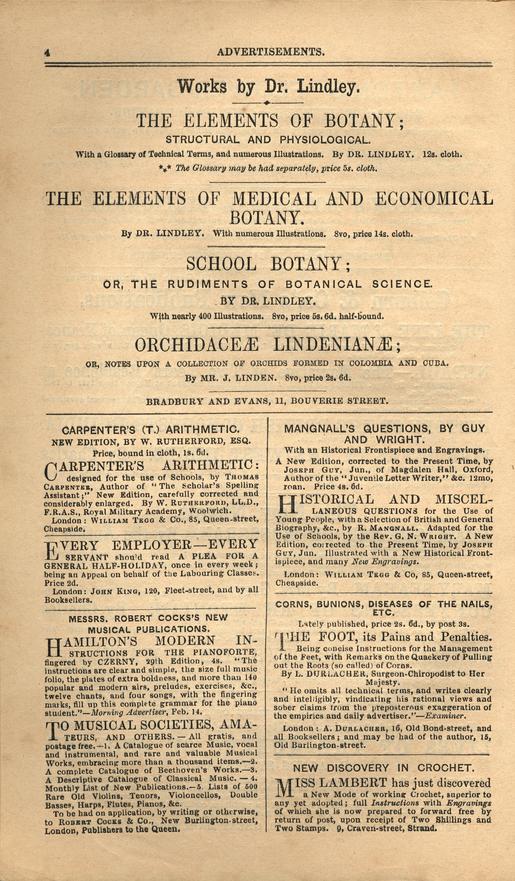 4
ADVERTISEMENTS.
Works by Dr. Lindley.
THE ELEMENTS OF BOTANY;
STRUCTURAL AND PHYSIOLOGICAL.
With a Glossary of Technical Terms, and numerous Illustrations. By DR. LINDLEY. 12s. cloth.
*⁎* The Glossary may be had separately, price 5s. cloth.
THE ELEMENTS OF MEDICAL AND ECONOMICAL
BOTANY.
By DR. LINDLEY. With numerous Illustrations. 8vo, price 14s. cloth.
SCHOOL BOTANY;
OR, THE RUDIMENTS OF BOTANICAL SCIENCE.
BY DR. LINDLEY.
With nearly 400 Illustrations. 8vo, price 5s. 6d. half-bound.
ORCHIDACEÆ LINDENIANÆ;
OR, NOTES UPON A COLLECTION OF ORCHIDS FORMED IN COLOMBIA AND CUBA.
By MR. J. LINDEN. 8vo, price 2s. 6d.
BRADBURY AND EVANS, 11, BOUVERIE STREET.
CARPENTER'S (T.) ARITHMETIC.
NEW EDITION, BY W. RUTHERFORD, ESQ.
Price, bound in cloth, 1s. 6d.
CARPENTER'S ARITHMETIC:
designed for the use of Schools, by THOMAS
CARPENTER, Author of "The Scholar's Spelling
Assistant;" New Edition, carefully corrected and
considerably enlarged. By W. RUTHERFORD, LL.D.,
F.R.A.S., Royal Military Academy, Woolwich.
London: WILLIAM TEGG & Co., 85, Queen-street,
Cheapside.
EVERY EMPLOYER—EVERY
SERVANT should read A PLEA FOR A
GENERAL HALF-HOLIDAY, once in every week;
being an Appeal on behalf of the Labouring Classes.
Price 2d.
London: JOHN KING, 120, Fleet-street, and by all
Booksellers.
MESSRS. ROBERT COCKS'S NEW
MUSICAL PUBLICATIONS.
HAMILTON'S MODERN IN-
STRUCTIONS FOR THE PIANOFORTE,
fingered by CZERNY, 29th Edition, 4s. "The
instructions are clear and simple, the size full music
folio, the plates of extra boldness, and more than 140
popular and modern airs, preludes, exercises, &c.,
twelve chants, and four songs, with the fingering
marks, fill up this complete grammar for the piano
student."—Morning Advertiser, Feb. 14.
TO MUSICAL SOCIETIES, AMA-
TEURS, AND OTHERS.—All gratis, and
postage free.—1. A Catalogue of scarce Music, vocal
and instrumental, and rare and valuable Musical
Works, embracing more than a thousand items.—2.
A complete Catalogue of Beethoven's Works.—3.
A Descriptive Catalogue of Classical Music.—4.
Monthly List of New Publications.—5. Lists of 500
Rare Old Violins, Tenors, Violoncellos, Double
Basses, Harps, Flutes, Pianos, &c.
To be had on application, by writing or otherwise,
to ROBERT COCKS & Co., New Burlington-street,
London, Publishers to the Queen.
MANGNALL'S QUESTIONS, BY GUY
AND WRIGHT.
With an Historical Frontispiece and Engravings.
A New Edition, corrected to the Present Time, by
JOSEPH GUY, Jun., of Magdalen Hall, Oxford,
Author of the "Juvenile Letter Writer," &c. 12mo,
roan. Price 4s. 6d.
HISTORICAL AND MISCEL-
LANEOUS QUESTIONS for the Use of
Young People, with a Selection of British and General
Biography, &c., by R. MANGNALL. Adapted for the
Use of Schools, by the Rev. G. N. WRIGHT. A New
Edition, corrected to the Present Time, by JOSEPH
GUY, Jun. Illustrated with a New Historical Front-
ispiece, and many New Engravings.
London: WILLIAM TEGG & Co, 85, Queen-street,
Cheapside.
CORNS, BUNIONS, DISEASES OF THE NAILS,
ETC.
Lately published, price 2s. 6d., by post 3s.
THE FOOT, its Pains and Penalties.
Being concise Instructions for the Management
of the Feet, with Remarks on the Quackery of Pulling
out the Roots (so called) of Corns.
By L. DURLACHER, Surgeon-Chiropodist to Her
Majesty.
"He omits all technical terms, and writes clearly
and intelligibly, vindicating his rational views and
sober claims from the preposterous exaggeration of
the empirics and daily advertiser."—Examiner.
London: A. DURLACHER, 15, Old Bond-street, and
all Booksellers; and may be had of the author, 15,
Old Burlington-street.
NEW DISCOVERY IN CROCHET.
MISS LAMBERT has just discovered
a New Mode of working Crochet, superior to
any yet adopted; full Instructions with Engravings
of which she is now prepared to forward free by
return of post, upon receipt of Two Shillings and
Two Stamps. 9, Craven-street, Strand.